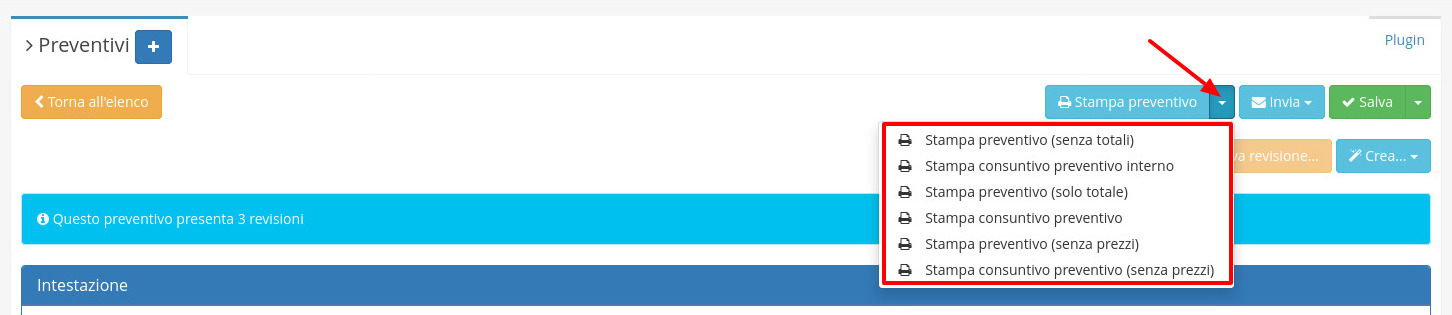 Preventivi
Plugin
Torna all'elenco
Stampa preventivo
Invia
Salva
Stampa preventivo (senza totali)
Stampa consuntivo preventivo interno
Stampa preventivo (solo totale)
Stampa consuntivo preventivo
Stampa preventivo (senza prezzi)
Stampa consuntivo preventivo (senza prezzi)
revisione...
Crea...
Questo preventivo presenta 3 revisioni
Intestazione